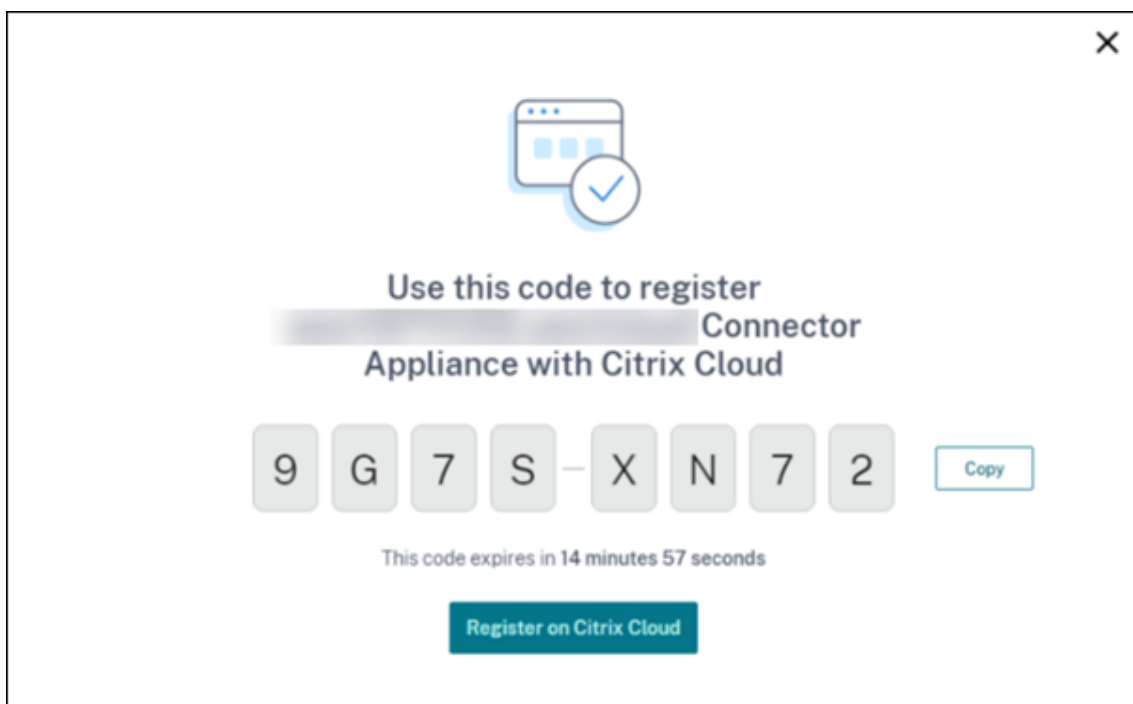 Use this code to register
Connector
Appliance with Citrix Cloud
9 G 7 S – X N 7 2
Copy
This code expires in 14 minutes 57 seconds
Register on Citrix Cloud